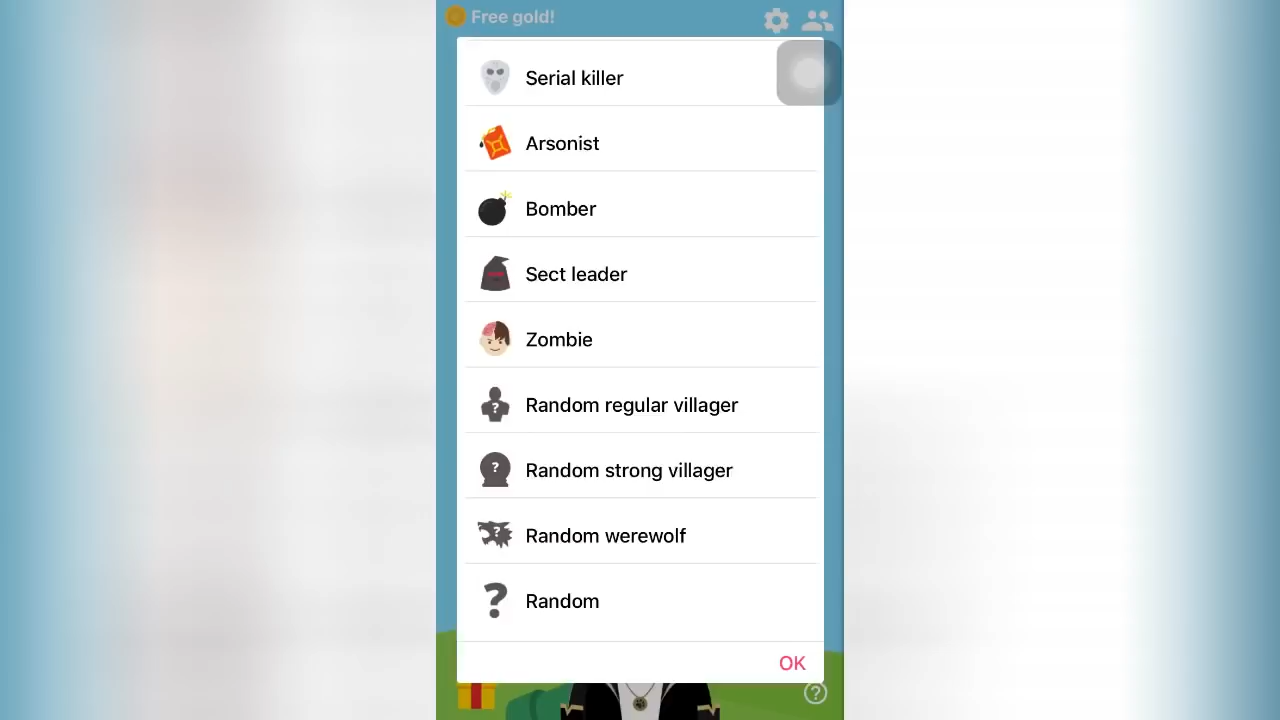 Free gold!
Serial killer
Arsonist
Bomber
Sect leader
Zombie
? Random regular villager
? Random strong villager
? Random werewolf
? Random
OK
?